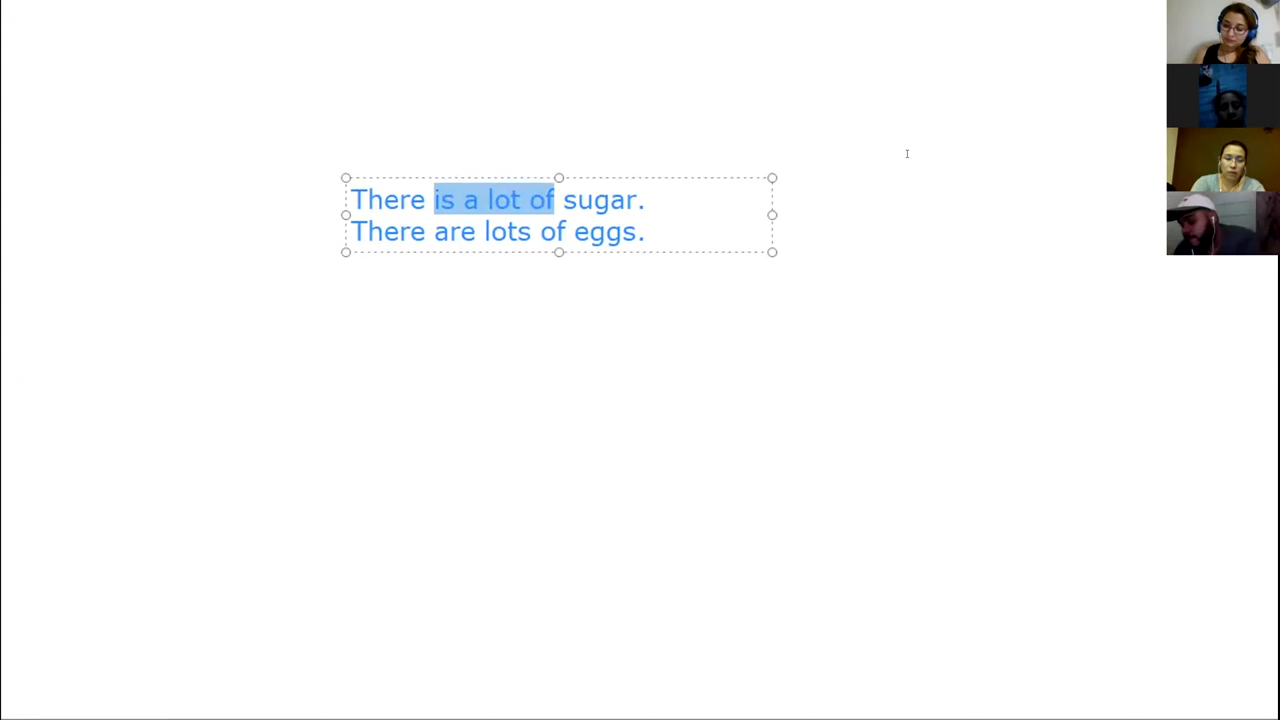 There is a lot of sugar.
There are lots of eggs.